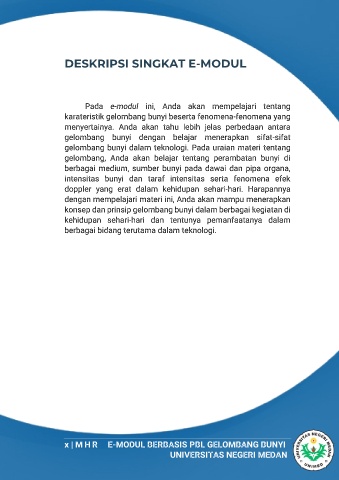 DESKRIPSI SINGKAT E-MODUL
Pada e-modul ini, Anda akan mempelajari tentang
karateristik gelombang bunyi beserta fenomena-fenomena yang
menyertainya. Anda akan tahu lebih jelas perbedaan antara
gelombang bunyi dengan belajar menerapkan sifat-sifat
gelombang bunyi dalam teknologi. Pada uraian materi tentang
gelombang, Anda akan belajar tentang perambatan bunyi di
berbagai medium, sumber bunyi pada dawai dan pipa organa,
intensitas bunyi dan taraf intensitas serta fenomena efek
doppler yang erat dalam kehidupan sehari-hari. Harapannya
dengan mempelajari materi ini, Anda akan mampu menerapkan
konsep dan prinsip gelombang bunyi dalam berbagai kegiatan di
kehidupan sehari-hari dan tentunya pemanfaatanya dalam
berbagai bidang terutama dalam teknologi.
x | M H R E-MODUL BERBASIS PBL GELOMBANG BUNYI
UNIVERSITAS NEGERI MEDAN
UNIVERSITAS NEGERI MEDAN
UNIMED